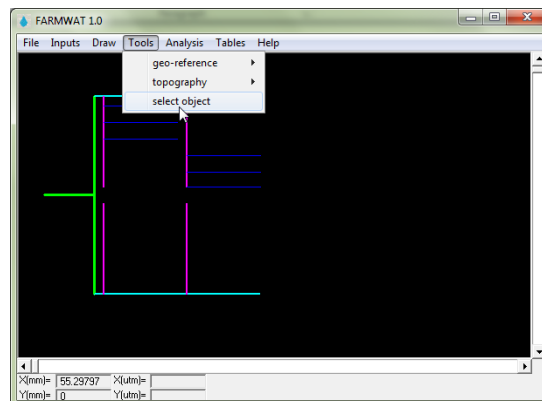 FARMWAT 1.0
File Inputs Draw Tools Analysis Tables Help
geo-reference
topography
select object
X(mm)= 55.29797 X(utm)=
Y(mm)= 0 Y(utm)=